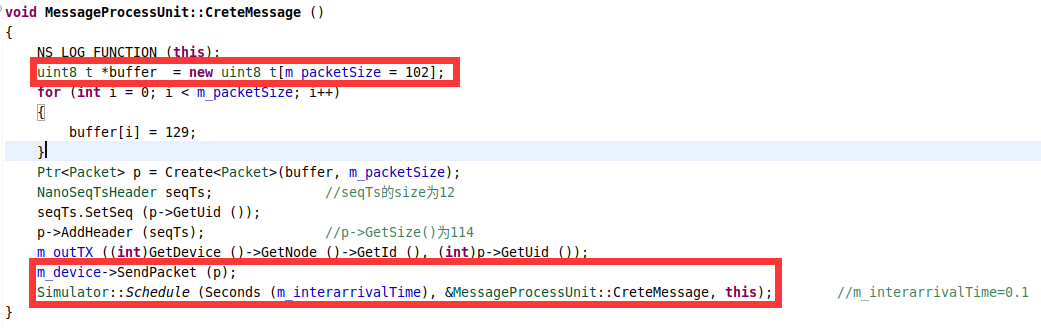 void MessageProcessUnit::CreteMessage ()
{
NS_LOG_FUNCTION (this);
uint8_t *buffer  = new uint8_t[m_packetSize = 102];
for (int i = 0; i < m_packetSize; i++)
{
buffer[i] = 129;
}
Ptr<Packet> p = Create<Packet>(buffer, m_packetSize);
NanoSeqTsHeader seqTs; //seqTs的size为12
seqTs.SetSeq (p->GetUid ());
p->AddHeader (seqTs); //p->GetSize()为114
m_outTX ((int)GetDevice ()->GetNode ()->GetId (), (int)p->GetUid ());
m_device->SendPacket (p);
Simulator::Schedule (Seconds (m_interarrivalTime), &MessageProcessUnit::CreteMessage, this); //m_interarrivalTime=0.1
}